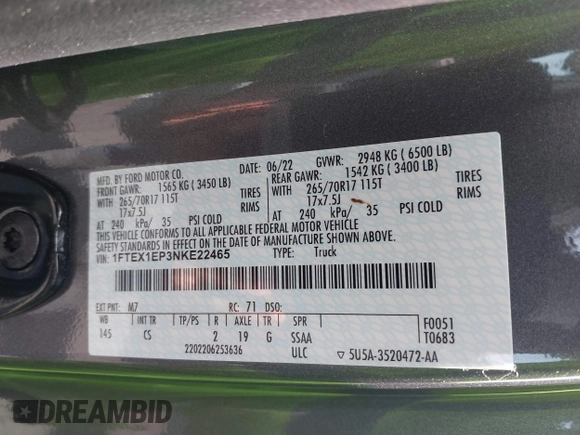 MFD. BY FORD MOTOR CO. 06/22 GVWR: 2948 KG ( 6500 LB)
FRONT GAWR: 1565 KG ( 3450 LB) REAR GAWR: 1542 KG ( 3400 LB)
WITH 265/70R17 115T TIRES WITH 265/70R17 115T TIRES
17x7.5J RIMS 17x7.5J RIMS
AT 240 kPa/ 35 PSI COLD AT 240 kPa/ 35 PSI COLD
THIS VEHICLE CONFORMS TO ALL APPLICABLE FEDERAL MOTOR VEHICLE
SAFETY AND THEFT PREVENTION STANDARDS IN EFFECT ON THE DATE OF MANUFACTURE
SHOWN ABOVE.
VIN: 1FTEX1EP3NKE22465 TYPE: Truck
EXT PNT: M7 RC: 71 DSO: F0051
WB INT TR TP/PS R AXLE TR SPR T0683
145 CS 2 19 G SSAA
2202206253636 ULC ▽ 5U5A-3520472-AA
DREAMBID